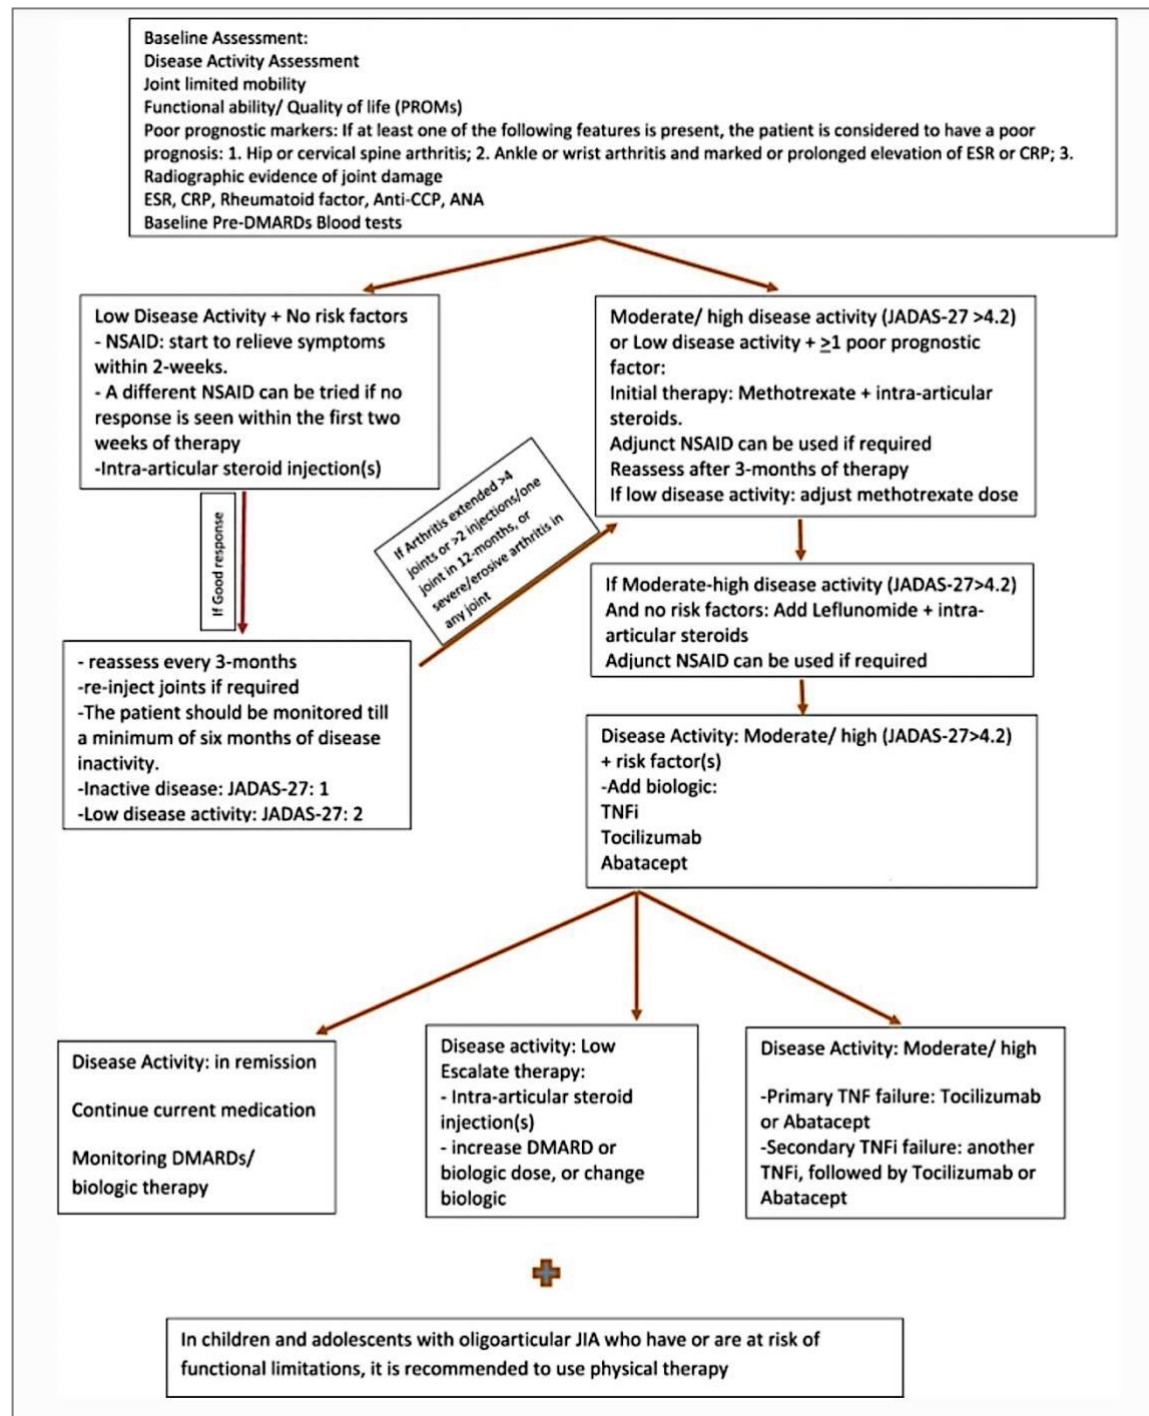 Baseline Assessment:
Disease Activity Assessment
Joint limited mobility
Functional ability/ Quality of life (PROMs)
Poor prognostic markers: If at least one of the following features is present, the patient is considered to have a poor
prognosis: 1. Hip or cervical spine arthritis; 2. Ankle or wrist arthritis and marked or prolonged elevation of ESR or CRP; 3.
Radiographic evidence of joint damage
ESR, CRP, Rheumatoid factor, Anti-CCP, ANA
Baseline Pre-DMARDs Blood tests
Low Disease Activity + No risk factors
- NSAID: start to relieve symptoms
within 2-weeks.
- A different NSAID can be tried if no
response is seen within the first two
weeks of therapy
-Intra-articular steroid injection(s)
If Good response
- reassess every 3-months
-re-inject joints if required
-The patient should be monitored till
a minimum of six months of disease
inactivity.
-Inactive disease: JADAS-27: 1
-Low disease activity: JADAS-27: 2
If Arthritis extended >4
joints or >2 injections/one
joint in 12-months, or
severe/erosive arthritis in
any joint
Moderate/ high disease activity (JADAS-27 >4.2)
or Low disease activity + ≥1 poor prognostic
factor:
Initial therapy: Methotrexate + intra-articular
steroids.
Adjunct NSAID can be used if required
Reassess after 3-months of therapy
If low disease activity: adjust methotrexate dose
If Moderate-high disease activity (JADAS-27>4.2)
And no risk factors: Add Leflunomide + intra-
articular steroids
Adjunct NSAID can be used if required
Disease Activity: Moderate/ high (JADAS-27>4.2)
+ risk factor(s)
-Add biologic:
TNFi
Tocilizumab
Abatacept
Disease Activity: in remission
Continue current medication
Monitoring DMARDs/
biologic therapy
Disease activity: Low
Escalate therapy:
- Intra-articular steroid
injection(s)
- increase DMARD or
biologic dose, or change
biologic
Disease Activity: Moderate/ high
-Primary TNF failure: Tocilizumab
or Abatacept
-Secondary TNFi failure: another
TNFi, followed by Tocilizumab or
Abatacept
In children and adolescents with oligoarticular JIA who have or are at risk of
functional limitations, it is recommended to use physical therapy